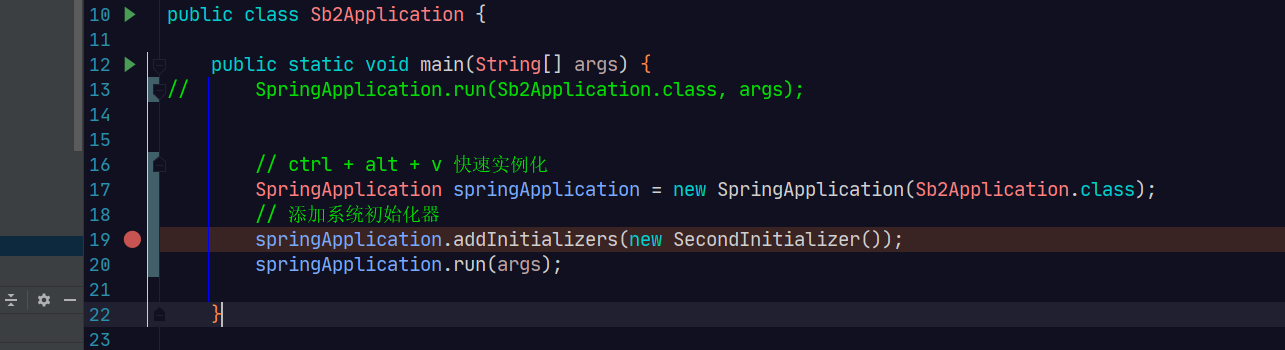 10 public class Sb2Application {
11
12 public static void main(String[] args) {
13 // SpringApplication.run(Sb2Application.class, args);
14
15
16 // ctrl + alt + v 快速实例化
17 SpringApplication springApplication = new SpringApplication(Sb2Application.class);
18 // 添加系统初始化器
19 springApplication.addInitializers(new SecondInitializer());
20 springApplication.run(args);
21
22 }
23